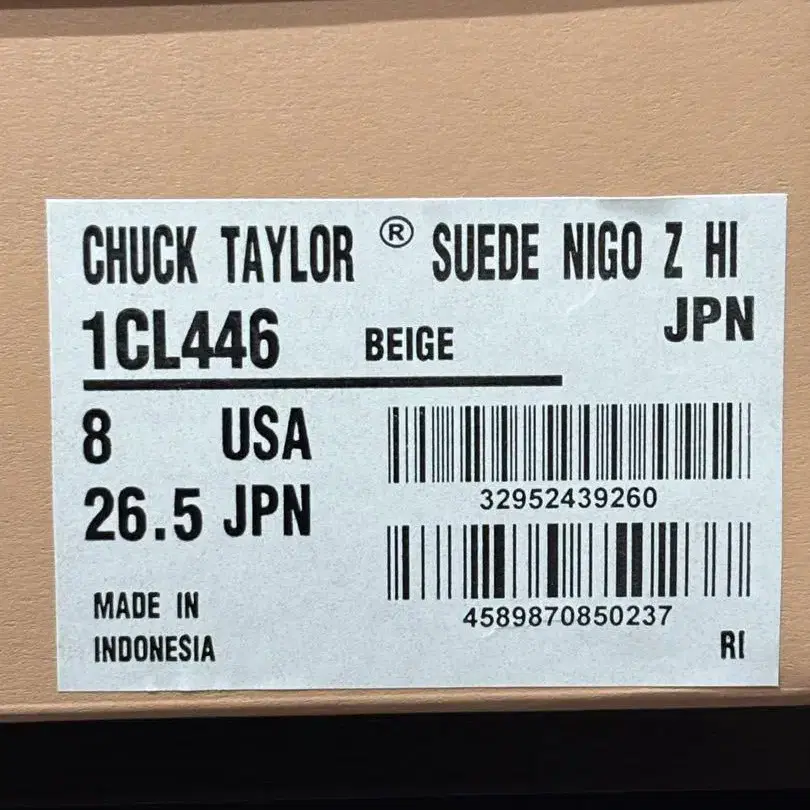 CHUCK TAYLOR ® SUEDE NIGO Z HI
1CL446 BEIGE JPN
8 USA
26.5 JPN
32952439260
4589870850237
MADE IN
INDONESIA
RI